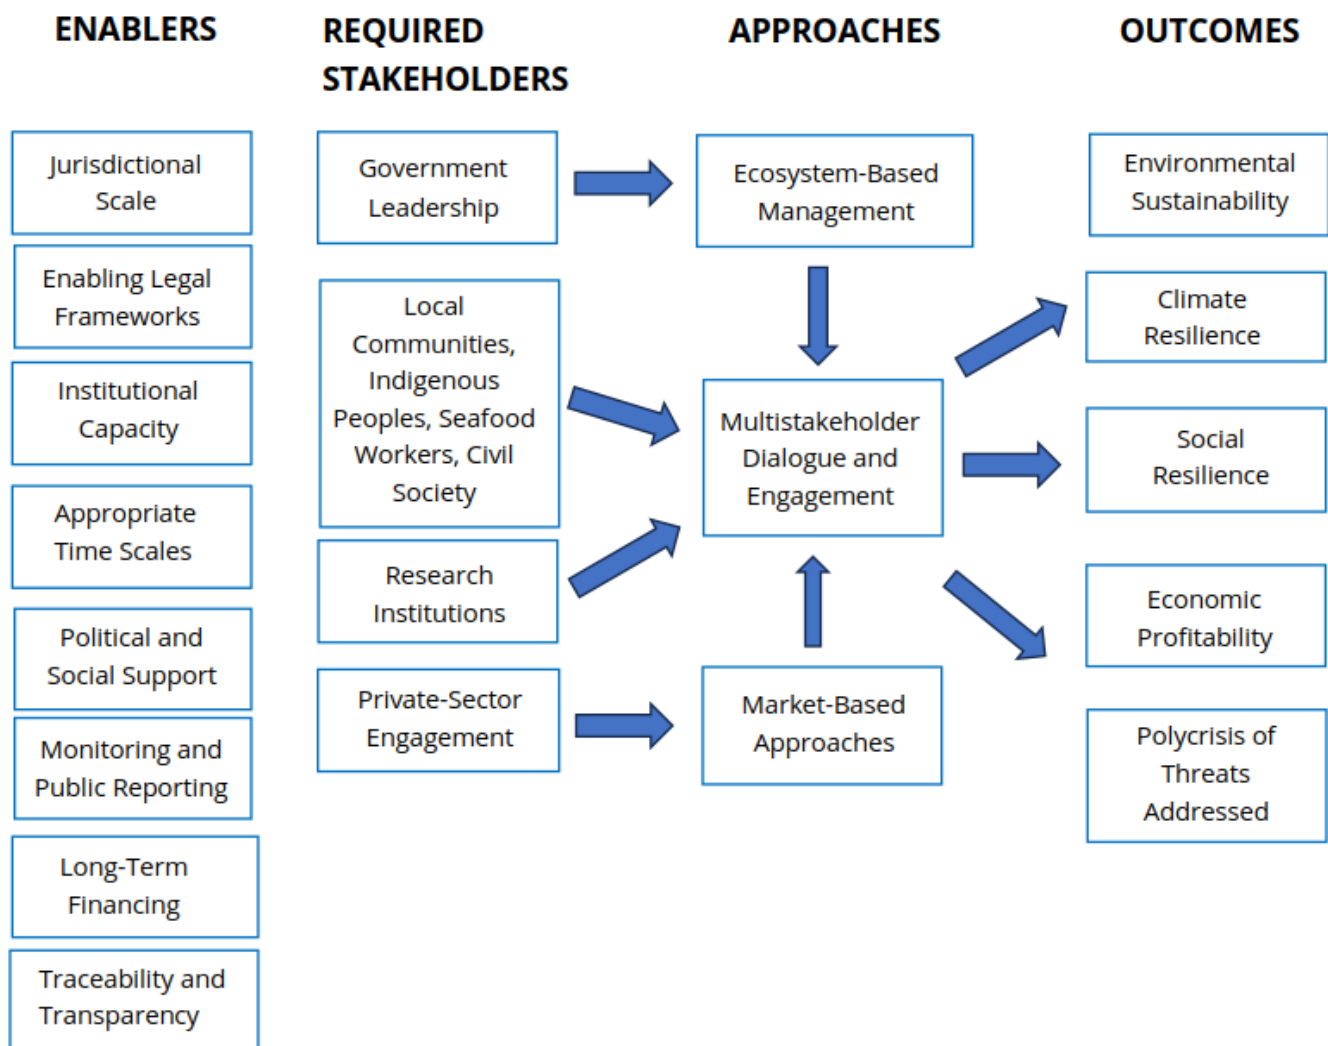 ENABLERS
Jurisdictional
Scale
Enabling Legal
Frameworks
Institutional
Capacity
Appropriate
Time Scales
Political and
Social Support
Monitoring and
Public Reporting
Long-Term
Financing
Traceability and
Transparency
REQUIRED
STAKEHOLDERS
Government
Leadership
Local
Communities,
Indigenous
Peoples, Seafood
Workers, Civil
Society
Research
Institutions
Private-Sector
Engagement
APPROACHES
Ecosystem-Based
Management
Multistakeholder
Dialogue and
Engagement
Market-Based
Approaches
OUTCOMES
Environmental
Sustainability
Climate
Resilience
Social
Resilience
Economic
Profitability
Polycrisis of
Threats
Addressed